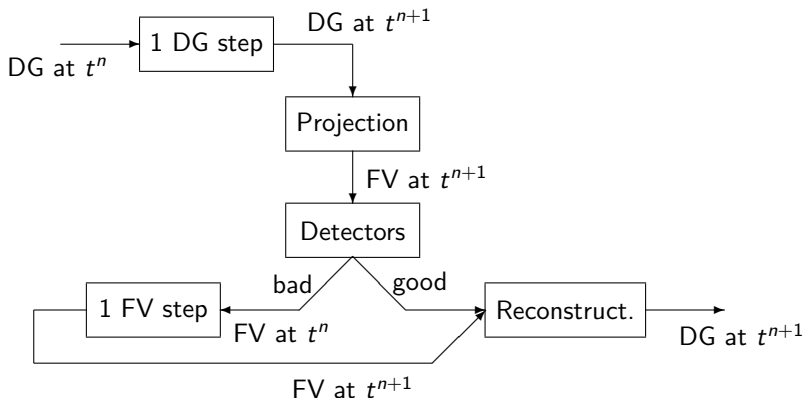 DG at t^{n+1}
1 DG step
DG at t^n
Projection
FV at t^{n+1}
Detectors
bad
good
1 FV step
Reconstruct.
FV at t^n
DG at t^{n+1}
FV at t^{n+1}